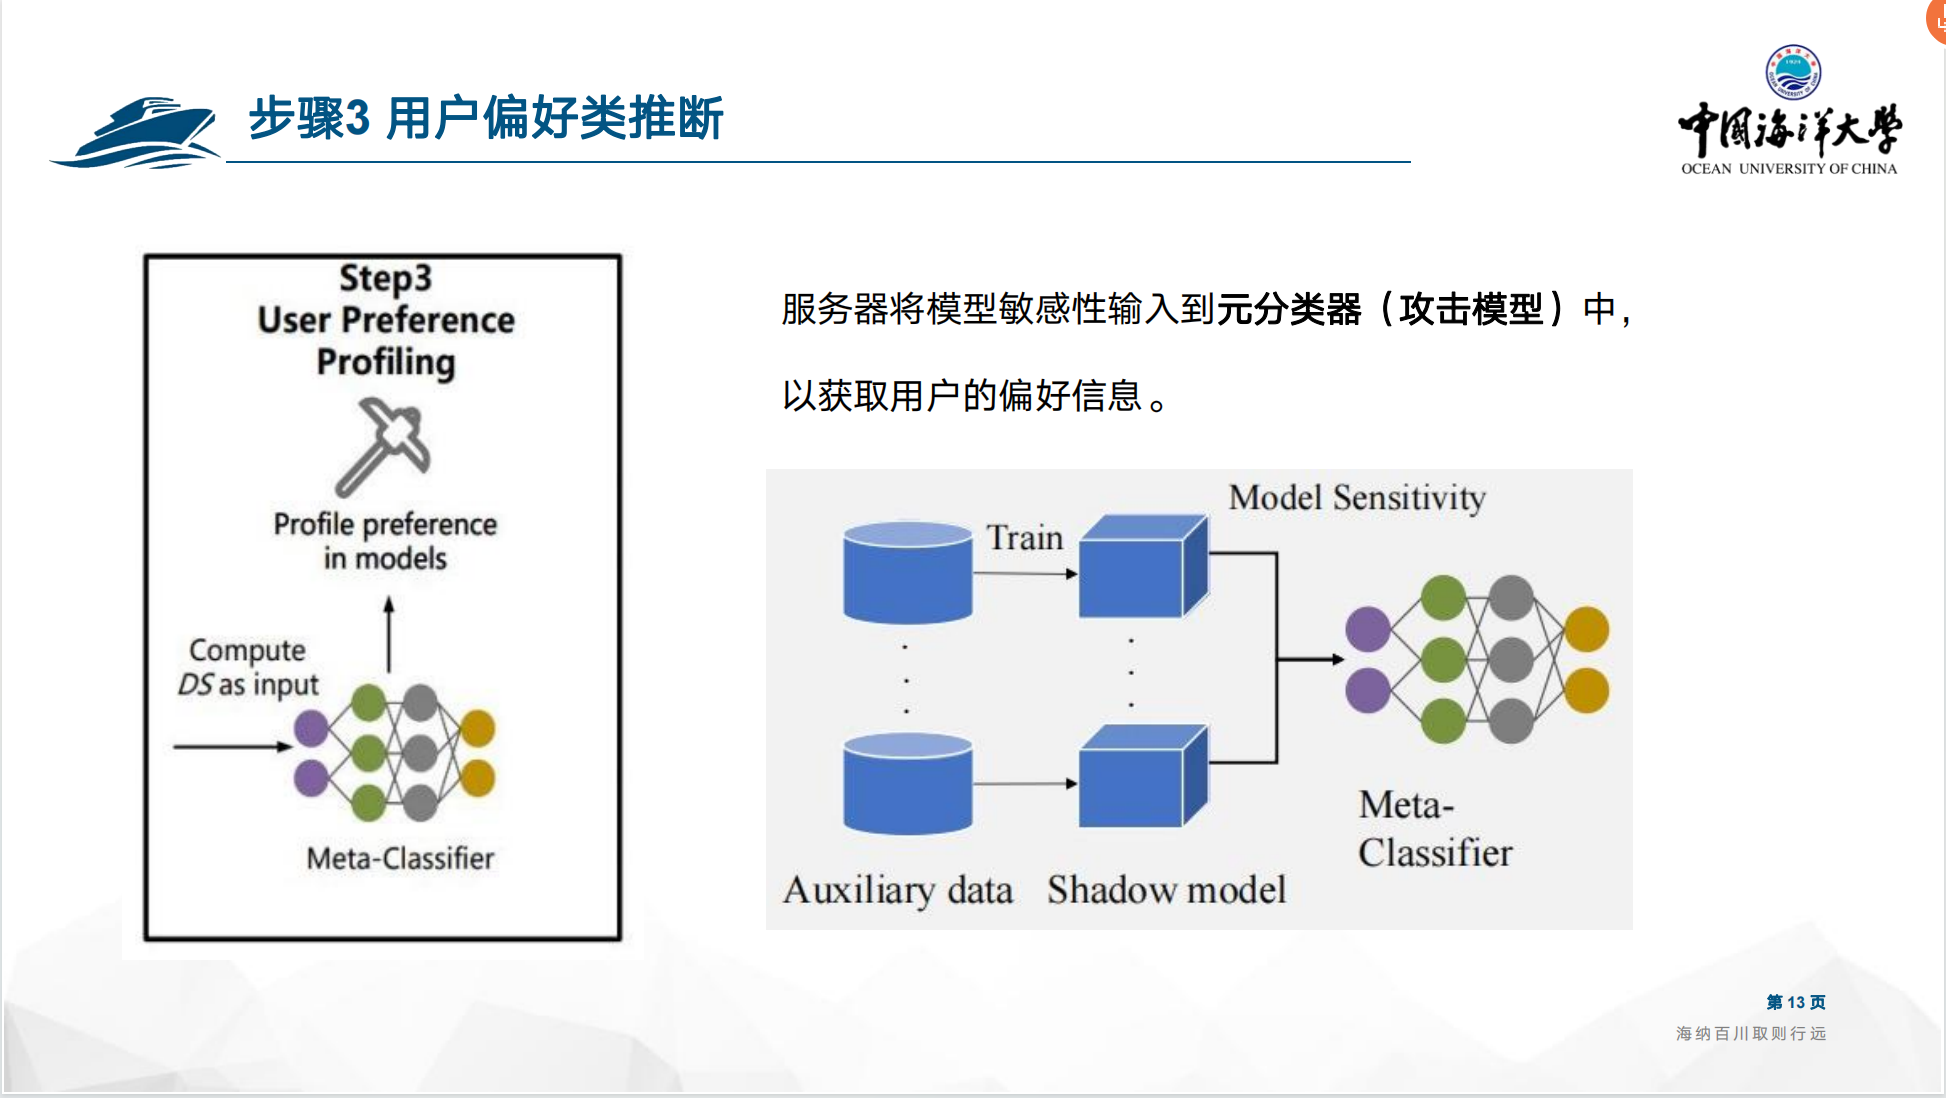 步骤3 用户偏好类推断
中国海洋大学
OCEAN UNIVERSITY OF CHINA
Step3
User Preference
Profiling
Profile preference
in models
Compute
DS as input
Meta-Classifier
服务器将模型敏感性输入到元分类器（攻击模型）中，
以获取用户的偏好信息。
Model Sensitivity
Train
Meta-
Classifier
Auxiliary data
Shadow model
第 13 页
海纳百川取则行远